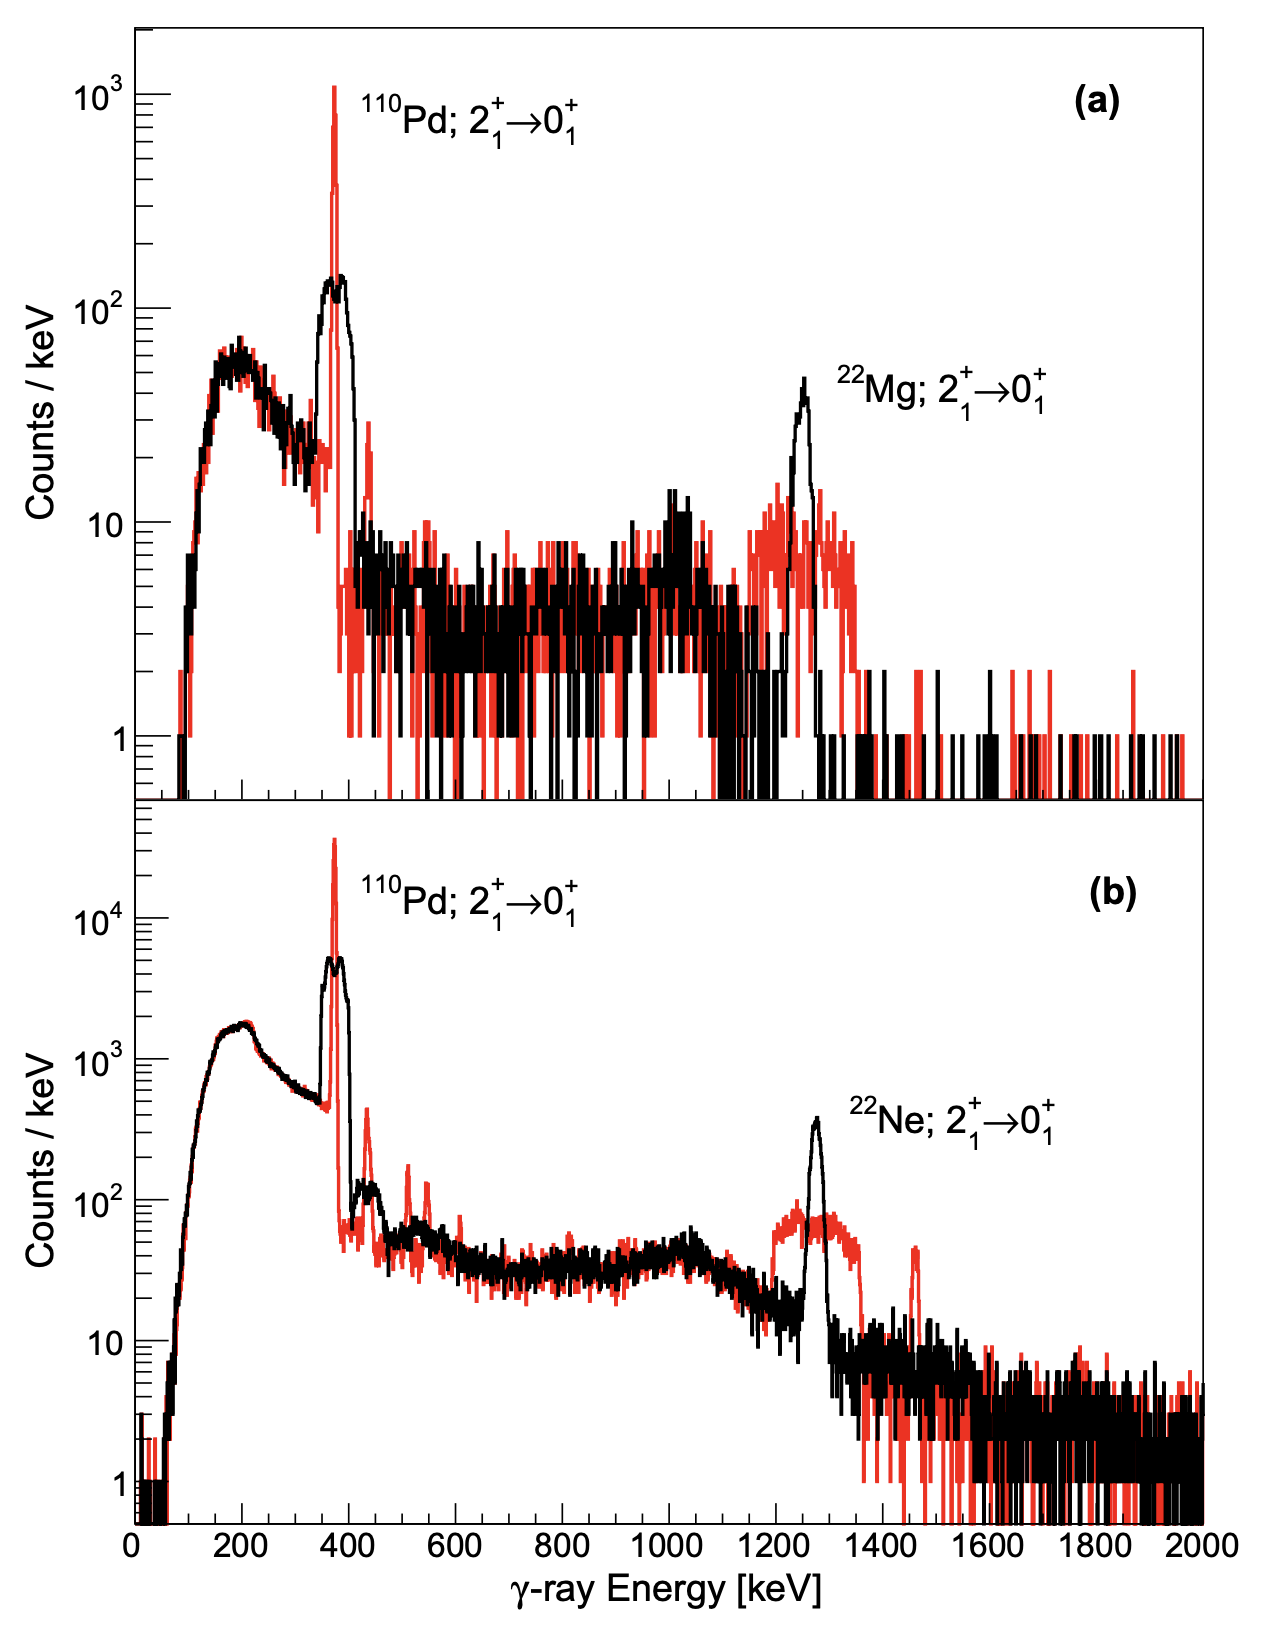 10³
(a)
¹¹⁰Pd; 2⁺₁→0⁺₁
10²
²²Mg; 2⁺₁→0⁺₁
10
1
Counts / keV
(b)
¹¹⁰Pd; 2⁺₁→0⁺₁
10⁴
10³
²²Ne; 2⁺₁→0⁺₁
10²
10
1
Counts / keV
0 200 400 600 800 1000 1200 1400 1600 1800 2000
γ-ray Energy [keV]